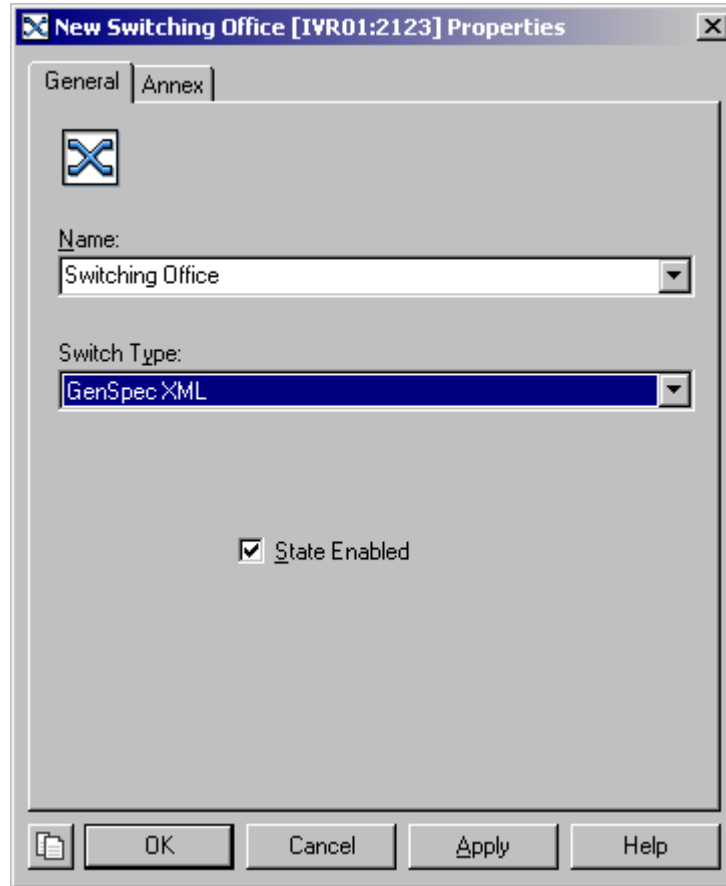 New Switching Office [IVR01:2123] Properties
General Annex
Name:
Switching Office
Switch Type:
GenSpec XML
State Enabled
OK Cancel Apply Help